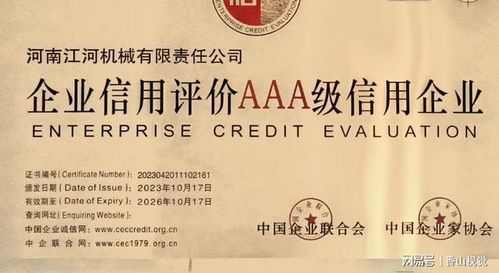 ENTERPRISE CREDIT EVALUATION
河南江河机械有限责任公司
企业信用评价AAA级信用企业
ENTERPRISE CREDIT EVALUATION
证书编号(Certificate Number): 2023042011102161
颁发日期(Date of Issue): 2023年10月17日
有效期至(Date of Expiry): 2026年10月17日
查询网址(Enquiring Website):
中国企业诚信网: www.ceccredit.org.cn
中企联合网: www.cec1979.org.cn
中国企业联合会 中国企业家协会
网易号 | 香山视觉